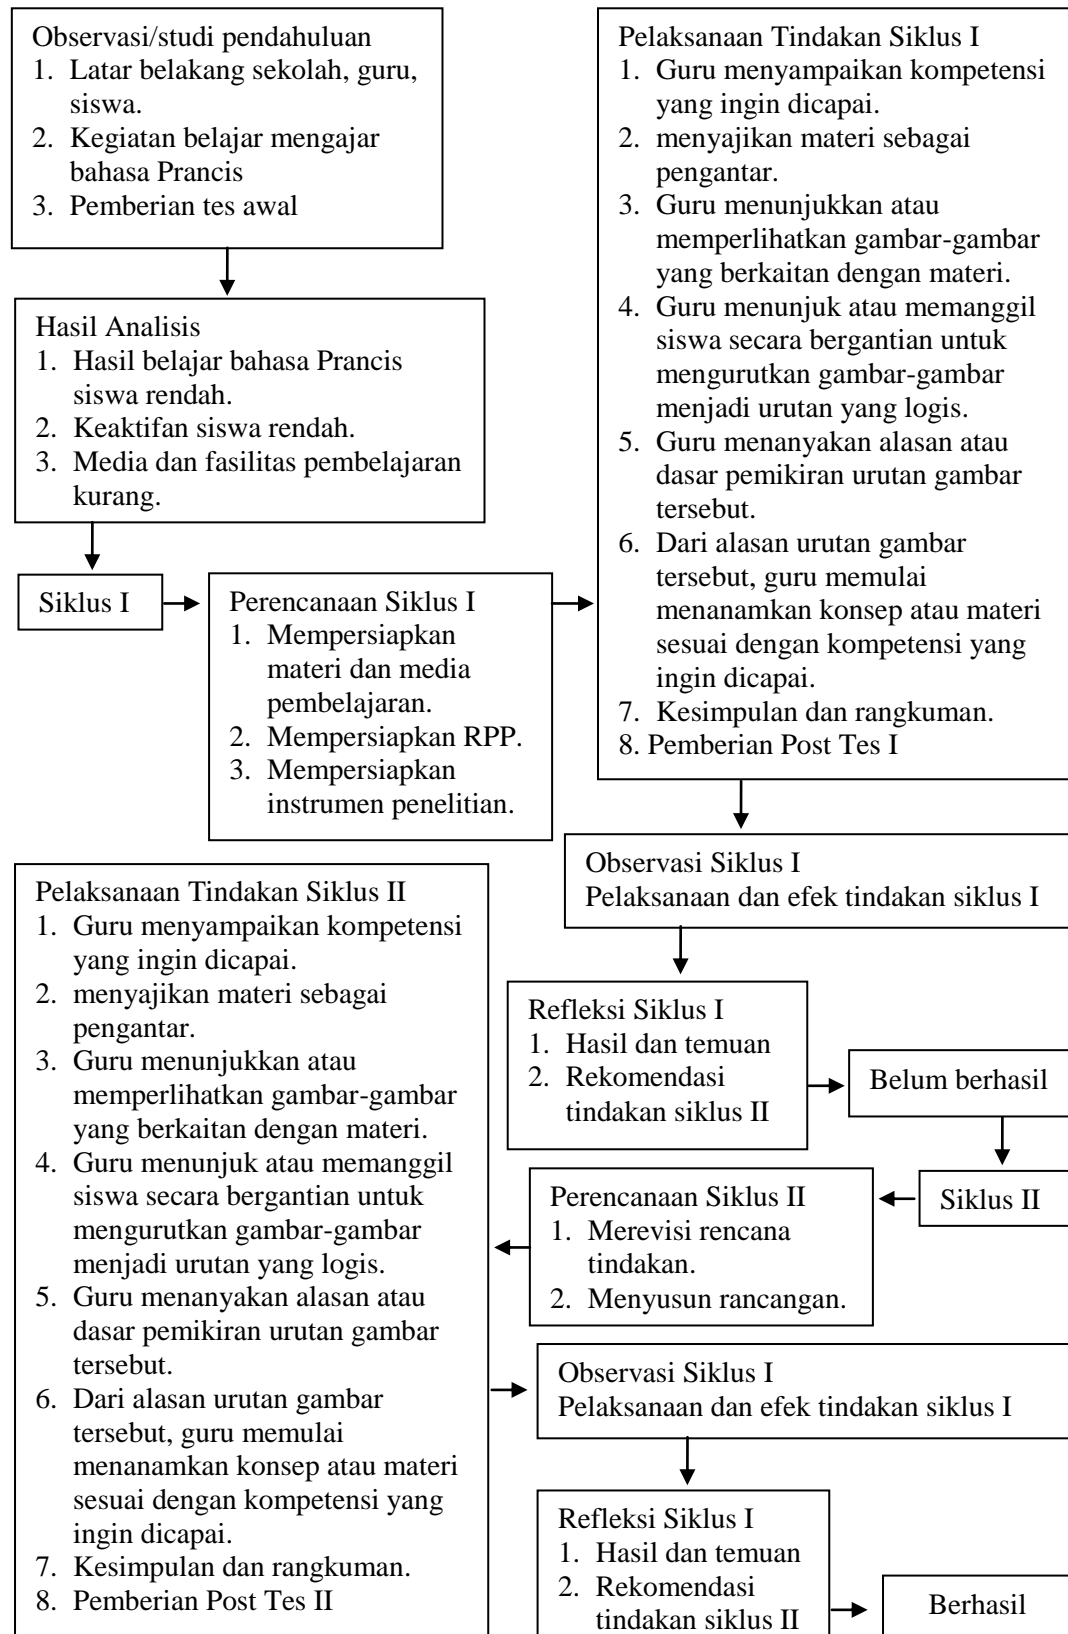 Observasi/studi pendahuluan
1. Latar belakang sekolah, guru,
siswa.
2. Kegiatan belajar mengajar
bahasa Prancis
3. Pemberian tes awal
Hasil Analisis
1. Hasil belajar bahasa Prancis
siswa rendah.
2. Keaktifan siswa rendah.
3. Media dan fasilitas pembelajaran
kurang.
Siklus I
Perencanaan Siklus I
1. Mempersiapkan
materi dan media
pembelajaran.
2. Mempersiapkan RPP.
3. Mempersiapkan
instrumen penelitian.
Pelaksanaan Tindakan Siklus I
1. Guru menyampaikan kompetensi
yang ingin dicapai.
2. menyajikan materi sebagai
pengantar.
3. Guru menunjukkan atau
memperlihatkan gambar-gambar
yang berkaitan dengan materi.
4. Guru menunjuk atau memanggil
siswa secara bergantian untuk
mengurutkan gambar-gambar
menjadi urutan yang logis.
5. Guru menanyakan alasan atau
dasar pemikiran urutan gambar
tersebut.
6. Dari alasan urutan gambar
tersebut, guru memulai
menanamkan konsep atau materi
sesuai dengan kompetensi yang
ingin dicapai.
7. Kesimpulan dan rangkuman.
8. Pemberian Post Tes I
Observasi Siklus I
Pelaksanaan dan efek tindakan siklus I
Refleksi Siklus I
1. Hasil dan temuan
2. Rekomendasi
tindakan siklus II
Belum berhasil
Siklus II
Perencanaan Siklus II
1. Merevisi rencana
tindakan.
2. Menyusun rancangan.
Pelaksanaan Tindakan Siklus II
1. Guru menyampaikan kompetensi
yang ingin dicapai.
2. menyajikan materi sebagai
pengantar.
3. Guru menunjukkan atau
memperlihatkan gambar-gambar
yang berkaitan dengan materi.
4. Guru menunjuk atau memanggil
siswa secara bergantian untuk
mengurutkan gambar-gambar
menjadi urutan yang logis.
5. Guru menanyakan alasan atau
dasar pemikiran urutan gambar
tersebut.
6. Dari alasan urutan gambar
tersebut, guru memulai
menanamkan konsep atau materi
sesuai dengan kompetensi yang
ingin dicapai.
7. Kesimpulan dan rangkuman.
8. Pemberian Post Tes II
Observasi Siklus I
Pelaksanaan dan efek tindakan siklus I
Refleksi Siklus I
1. Hasil dan temuan
2. Rekomendasi
tindakan siklus II
Berhasil